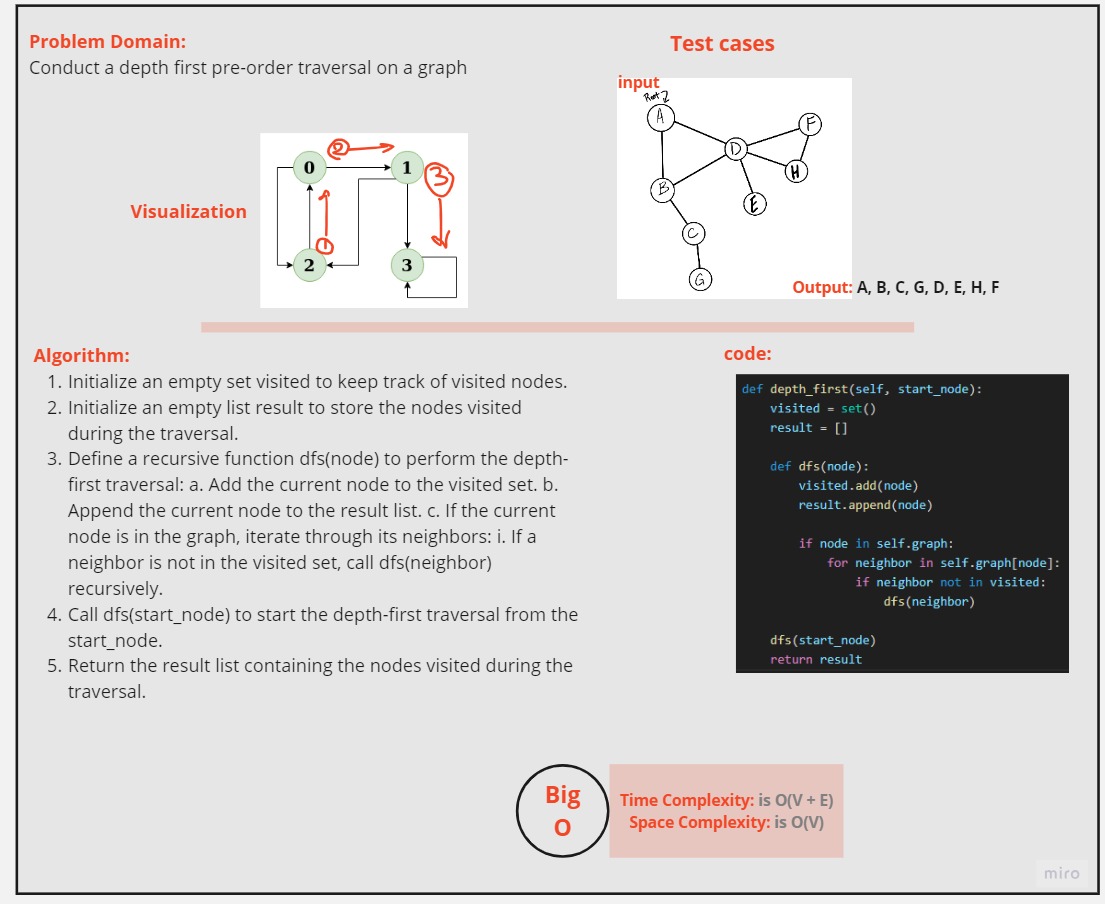 Problem Domain:
Conduct a depth first pre-order traversal on a graph
Test cases
input
Root
A
F
D
H
B
E
C
G
Output: A, B, C, G, D, E, H, F
Visualization
0
2
1
3
1
2
3
Algorithm:
1. Initialize an empty set visited to keep track of visited nodes.
2. Initialize an empty list result to store the nodes visited
during the traversal.
3. Define a recursive function dfs(node) to perform the depth-
first traversal: a. Add the current node to the visited set. b.
Append the current node to the result list. c. If the current
node is in the graph, iterate through its neighbors: i. If a
neighbor is not in the visited set, call dfs(neighbor)
recursively.
4. Call dfs(start_node) to start the depth-first traversal from the
start_node.
5. Return the result list containing the nodes visited during the
traversal.
code:
def depth_first(self, start_node):
visited = set()
result = []
def dfs(node):
visited.add(node)
result.append(node)
if node in self.graph:
for neighbor in self.graph[node]:
if neighbor not in visited:
dfs(neighbor)
dfs(start_node)
return result
Big
O
Time Complexity: is O(V + E)
Space Complexity: is O(V)
miro